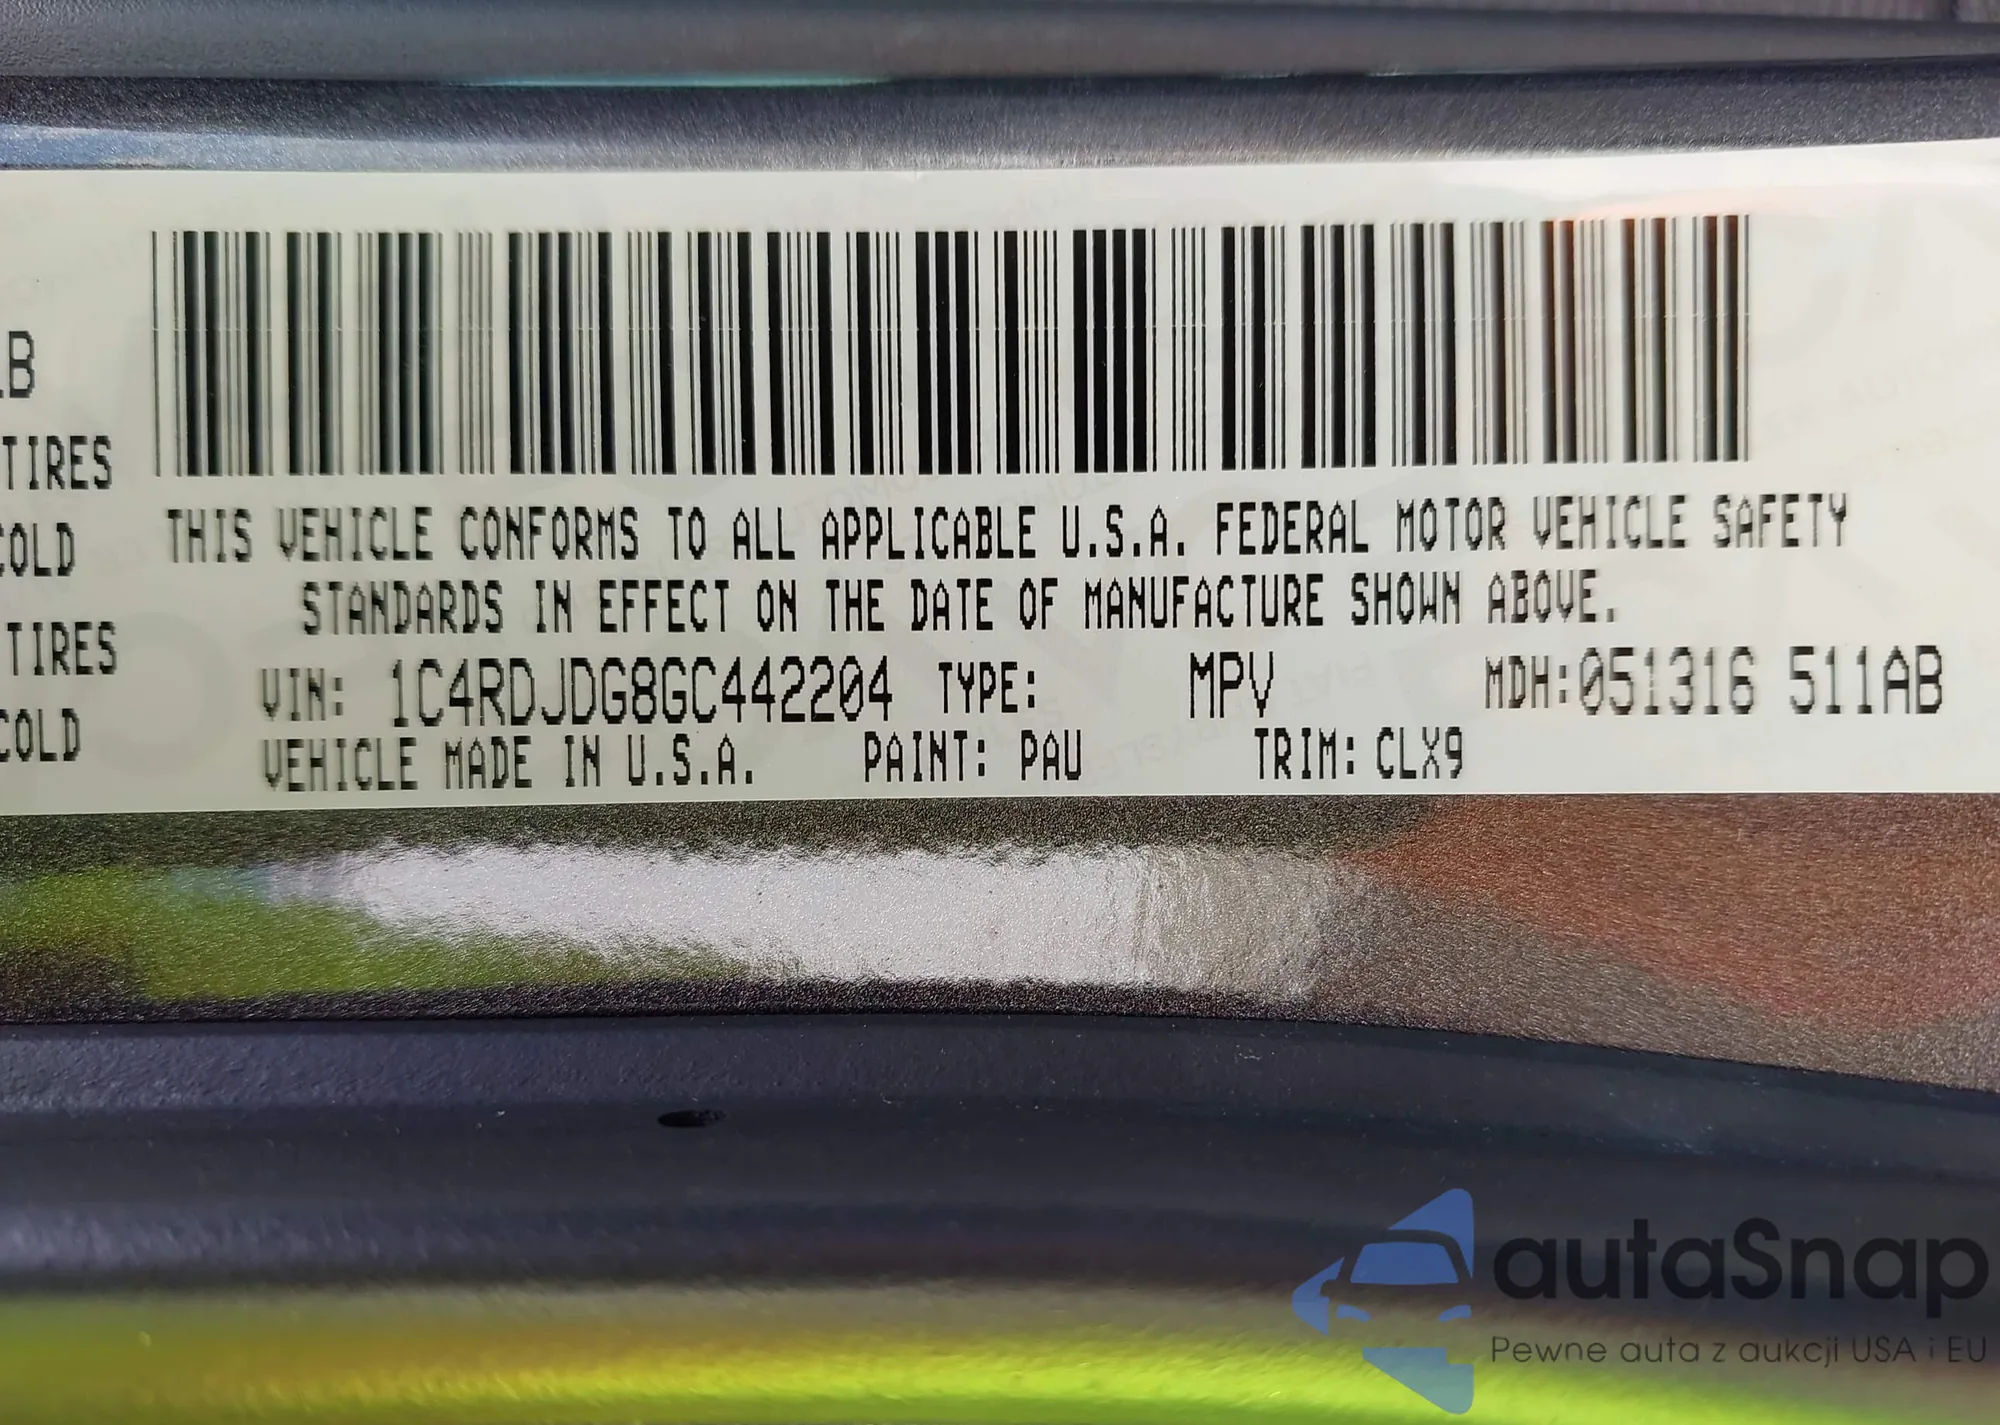 LB
TIRES
COLD
TIRES
COLD
THIS VEHICLE CONFORMS TO ALL APPLICABLE U.S.A. FEDERAL MOTOR VEHICLE SAFETY
STANDARDS IN EFFECT ON THE DATE OF MANUFACTURE SHOWN ABOVE.
VIN: 1C4RDJDG8GC442204 TYPE: MPV MDH:051316 511AB
VEHICLE MADE IN U.S.A. PAINT: PAU TRIM: CLX9
autaSnap
Pewne auta z aukcji USA i EU